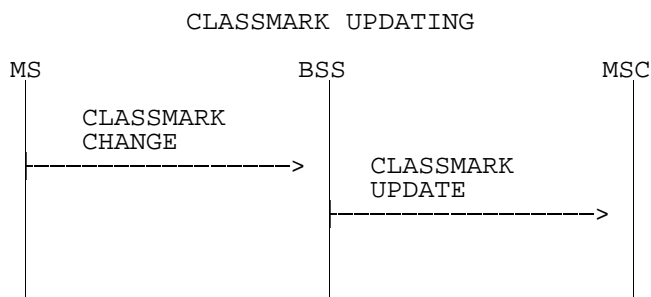 CLASSMARK UPDATING
MS BSS MSC
CLASSMARK
CHANGE
CLASSMARK
UPDATE